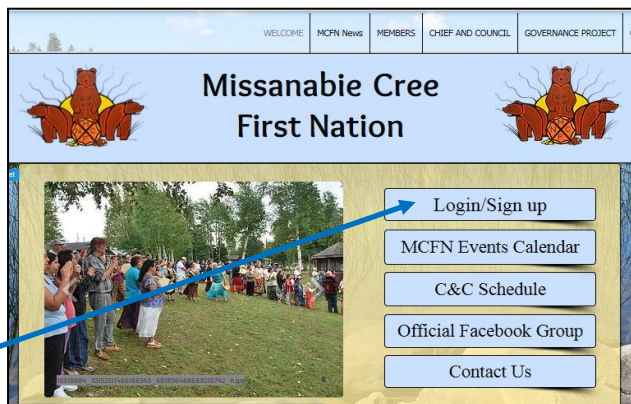 WELCOME MCFN News MEMBERS CHIEF AND COUNCIL GOVERNANCE PROJECT
Missanabie Cree
First Nation
Login/Sign up
MCFN Events Calendar
C&C Schedule
Official Facebook Group
Contact Us